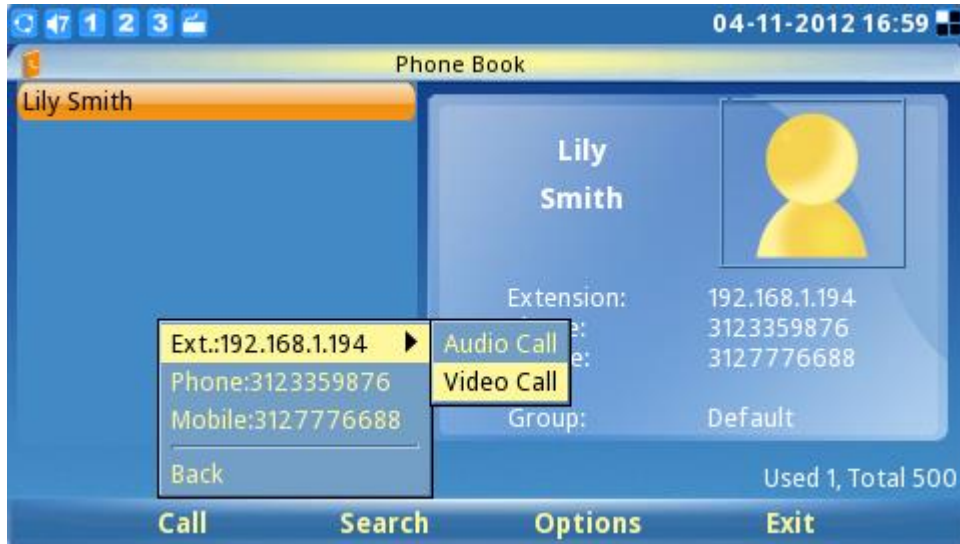 7 1 2 3
04-11-2012 16:59
Phone Book
Lily Smith
Lily
Smith
Extension: 192.168.1.194
3123359876
3127776688
Group: Default
Ext.:192.168.1.194
Phone:3123359876
Mobile:3127776688
Back
Audio Call
Video Call
Used 1, Total 500
Call Search Options Exit